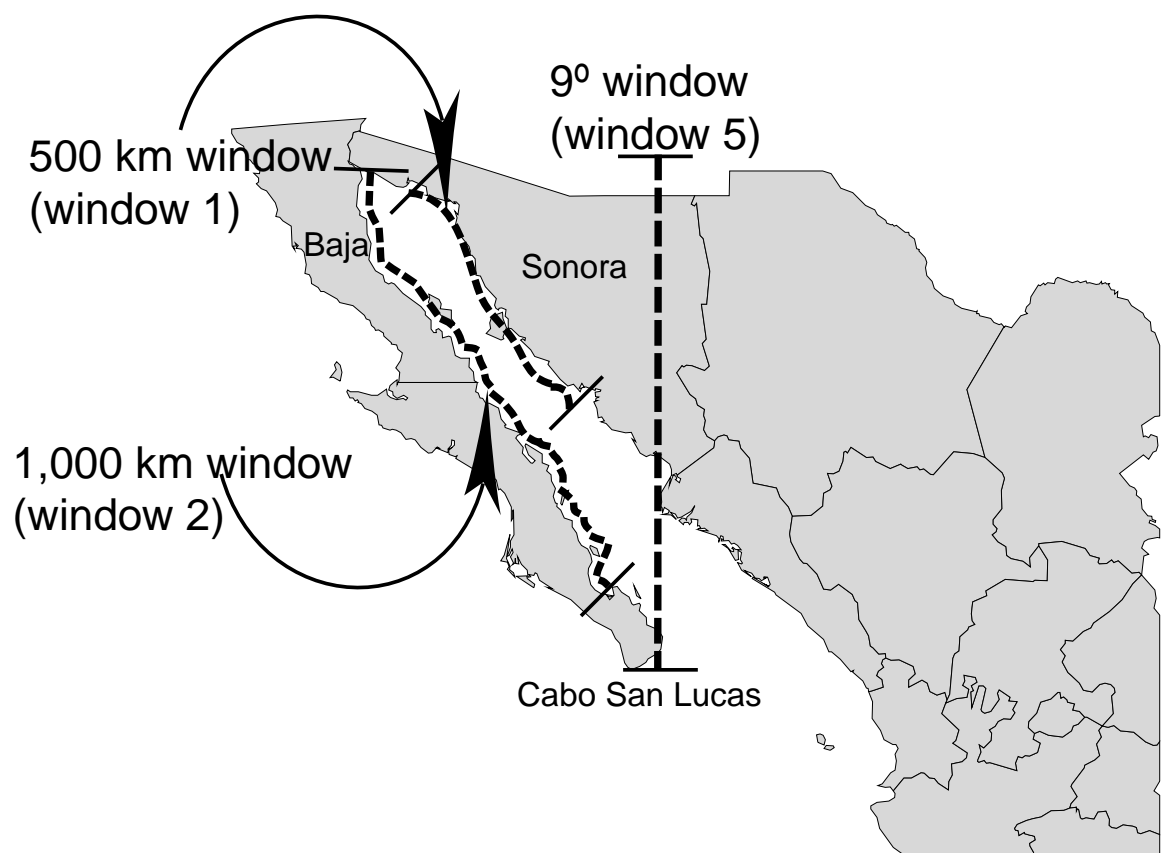 9º window
(window 5)
500 km window
(window 1)
Baja
Sonora
1,000 km window
(window 2)
Cabo San Lucas